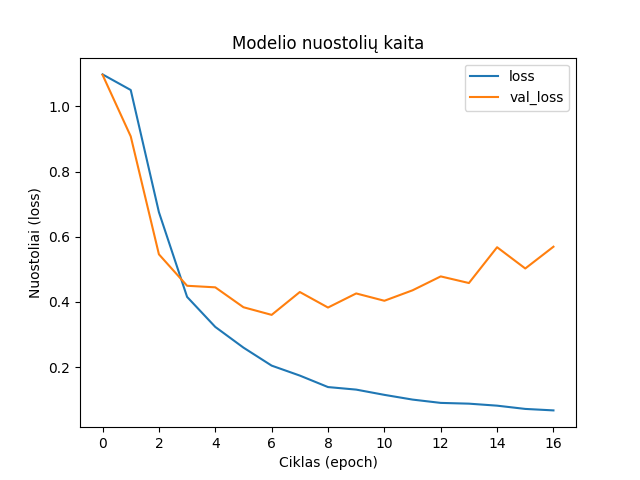 Modelio nuostolių kaita
loss
val_loss
Nuostoliai (loss)
1.0
0.8
0.6
0.4
0.2
0 2 4 6 8 10 12 14 16
Ciklas (epoch)